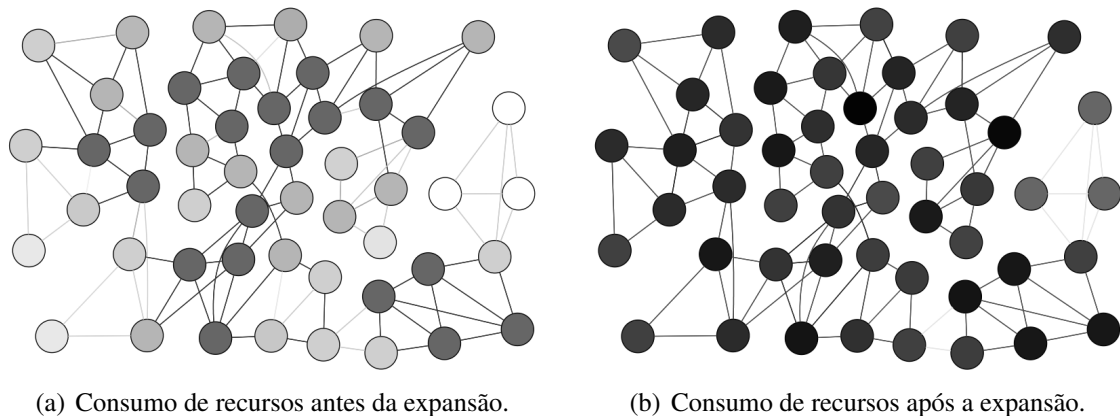 (a) Consumo de recursos antes da expansão.
(b) Consumo de recursos após a expansão.